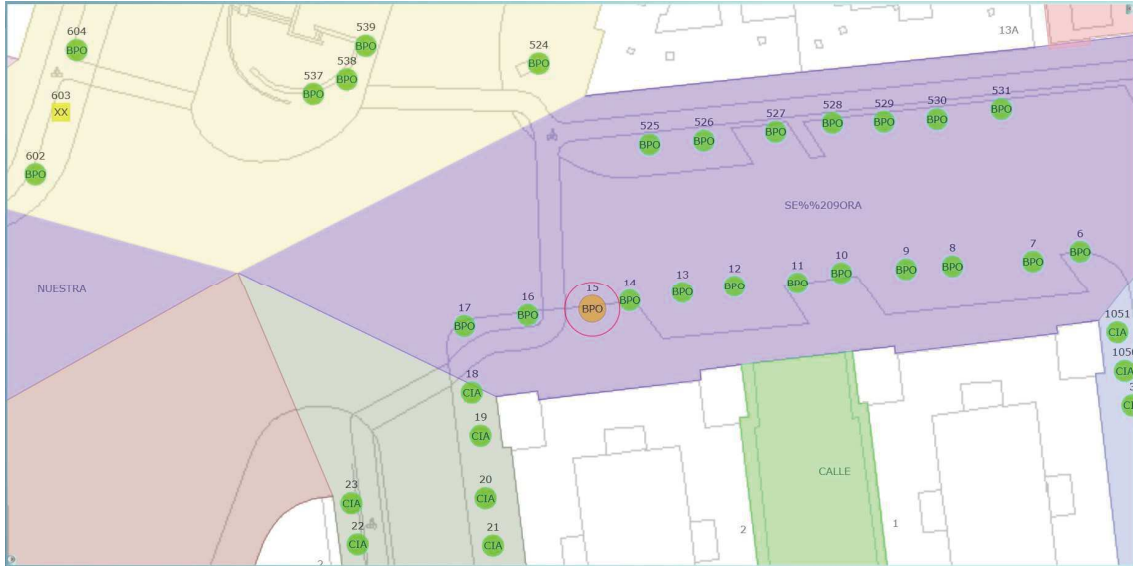 604
BPO
539
BPO
538
BPO
537
BPO
524
BPO
13A
603
XX
602
BPO
525
BPO
526
BPO
527
BPO
528
BPO
529
BPO
530
BPO
531
BPO
SE%%209ORA
NUESTRA
17
BPO
16
BPO
15
BPO
14
BPO
13
BPO
12
BPO
11
BPO
10
BPO
9
BPO
8
BPO
7
BPO
6
BPO
1051
CIA
CIA
18
CIA
19
CIA
20
CIA
21
CIA
23
CIA
22
CIA
CALLE
2
1
2